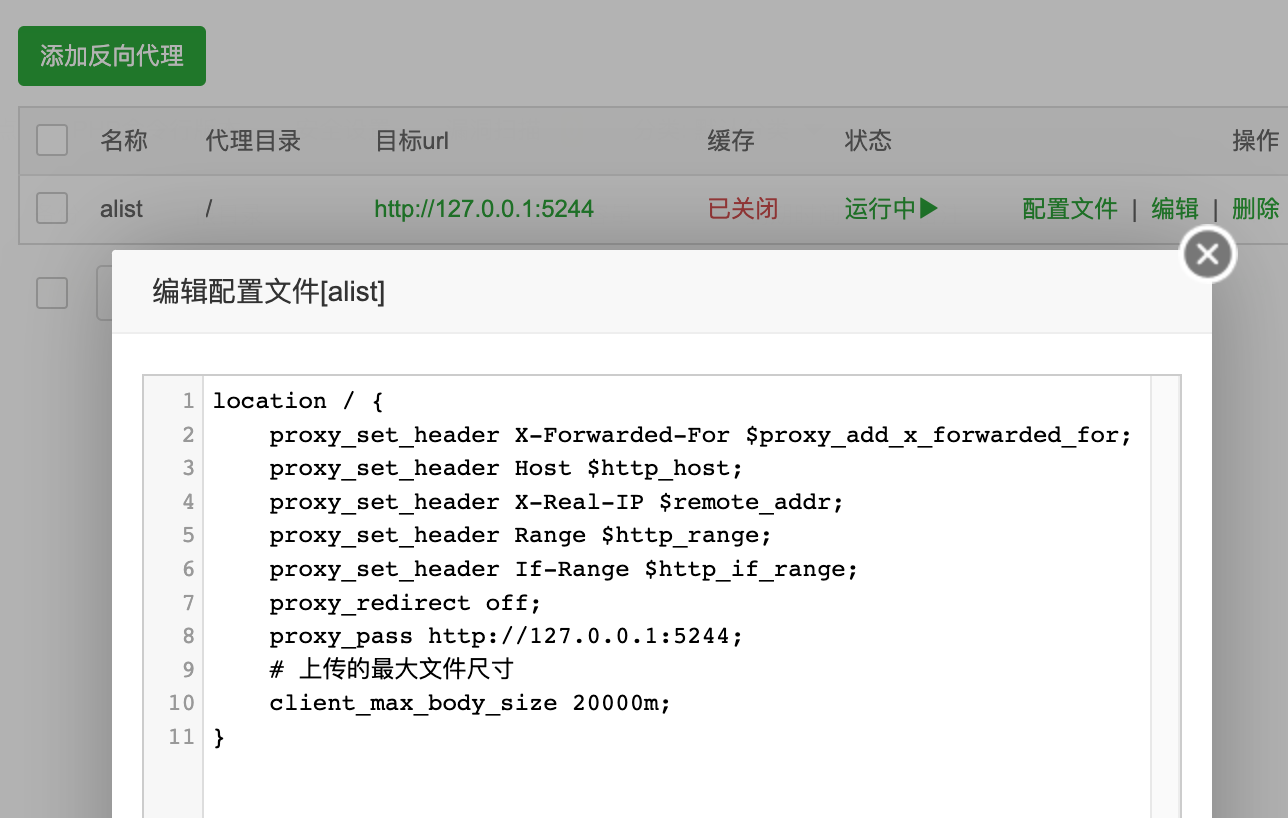 添加反向代理
名称 代理目录 目标url 缓存 状态 操作
alist / http://127.0.0.1:5244 已关闭 运行中▶ 配置文件 | 编辑 | 删除
编辑配置文件[alist]
1 location / {
2 proxy_set_header X-Forwarded-For $proxy_add_x_forwarded_for;
3 proxy_set_header Host $http_host;
4 proxy_set_header X-Real-IP $remote_addr;
5 proxy_set_header Range $http_range;
6 proxy_set_header If-Range $http_if_range;
7 proxy_redirect off;
8 proxy_pass http://127.0.0.1:5244;
9 # 上传的最大文件尺寸
10 client_max_body_size 20000m;
11 }